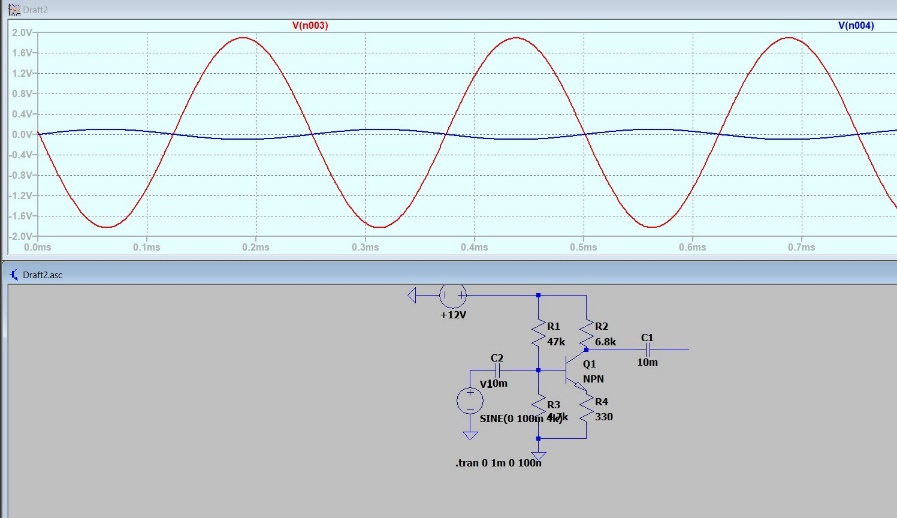 Draft2
V(n003) V(n004)
2.0V
1.6V
1.2V
0.8V
0.4V
0.0V
-0.4V
-0.8V
-1.2V
-1.6V
-2.0V
0.0ms 0.1ms 0.2ms 0.3ms 0.4ms 0.5ms 0.6ms 0.7ms
Draft2.asc
+12V
R1
47k
R2
6.8k
C1
10m
C2
10m
Q1
NPN
V1
SINE(0 100m 4k)
R3
4.7k
R4
330
.tran 0 1m 0 100n